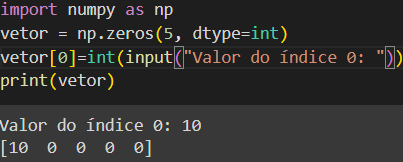 import numpy as np
vetor = np.zeros(5, dtype=int)
vetor[0]=int(input("Valor do índice 0: "))
print(vetor)
Valor do índice 0: 10
[10  0  0  0  0]